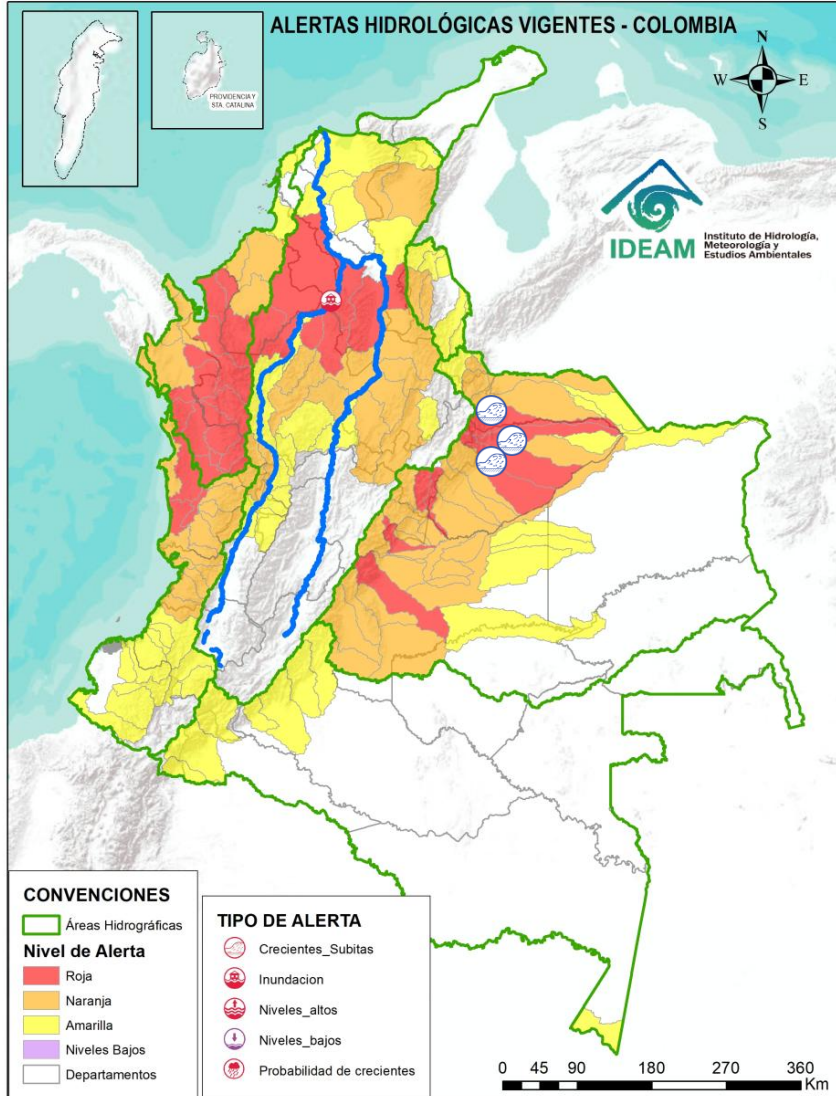 ALERTAS HIDROLÓGICAS VIGENTES - COLOMBIA
PROVIDENCIA Y
STA. CATALINA
N
W
E
S
IDEAM
Instituto de Hidrología,
Meteorología y
Estudios Ambientales
CONVENCIONES
Áreas Hidrográficas
Nivel de Alerta
Roja
Naranja
Amarilla
Niveles Bajos
Departamentos
TIPO DE ALERTA
Crecientes_Subitas
Inundacion
Niveles_altos
Niveles_bajos
Probabilidad de crecientes
0 45 90 180 270 360
Km